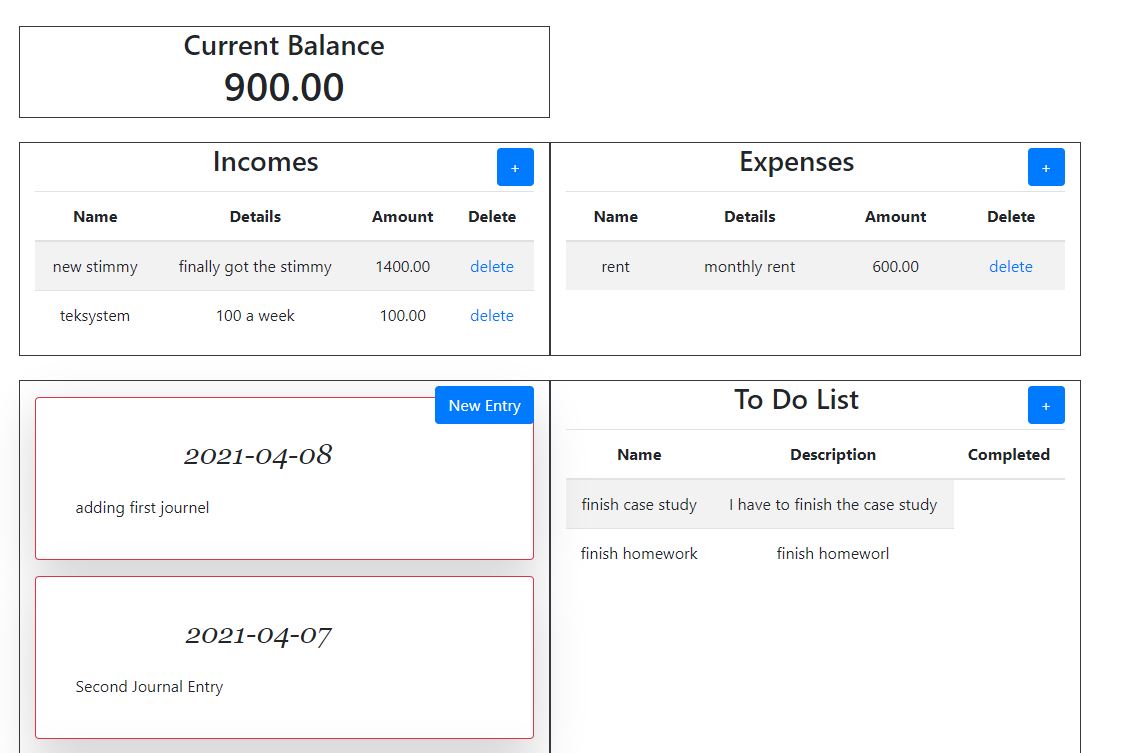 Current Balance
900.00
Incomes
+
Name Details Amount Delete
new stimmy finally got the stimmy 1400.00 delete
teksystem 100 a week 100.00 delete
Expenses
+
Name Details Amount Delete
rent monthly rent 600.00 delete
New Entry
2021-04-08
adding first journel
2021-04-07
Second Journal Entry
To Do List
+
Name Description Completed
finish case study I have to finish the case study
finish homework finish homeworl